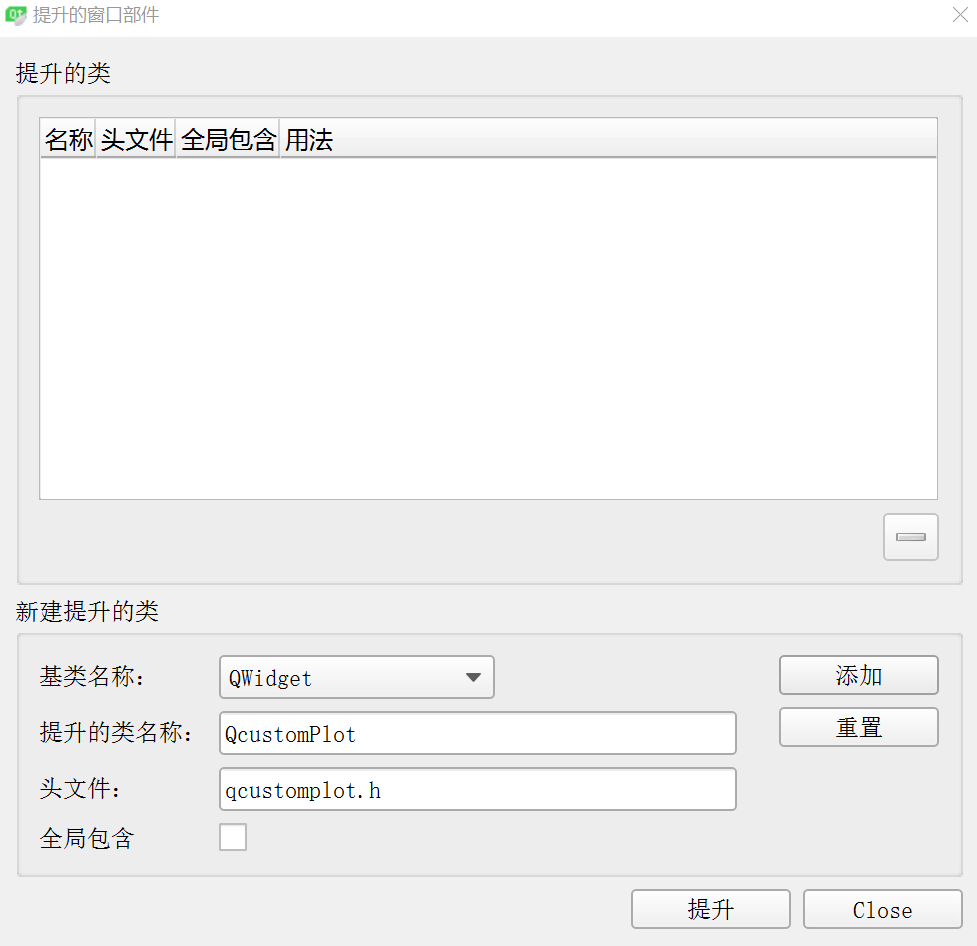 提升的窗口部件
提升的类
名称 头文件 全局包含 用法
新建提升的类
基类名称： QWidget 添加
提升的类名称： QcustomPlot 重置
头文件： qcustomplot.h
全局包含
提升 Close